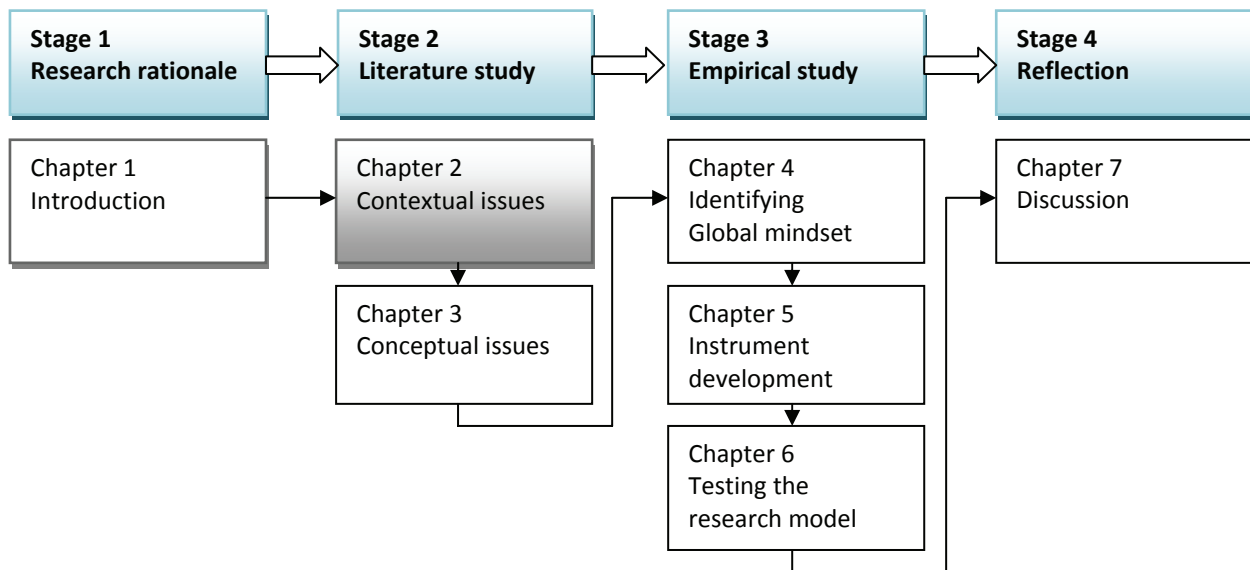 Stage 1
Research rationale
Stage 2
Literature study
Stage 3
Empirical study
Stage 4
Reflection
Chapter 1
Introduction
Chapter 2
Contextual issues
Chapter 3
Conceptual issues
Chapter 4
Identifying
Global mindset
Chapter 5
Instrument
development
Chapter 6
Testing the
research model
Chapter 7
Discussion